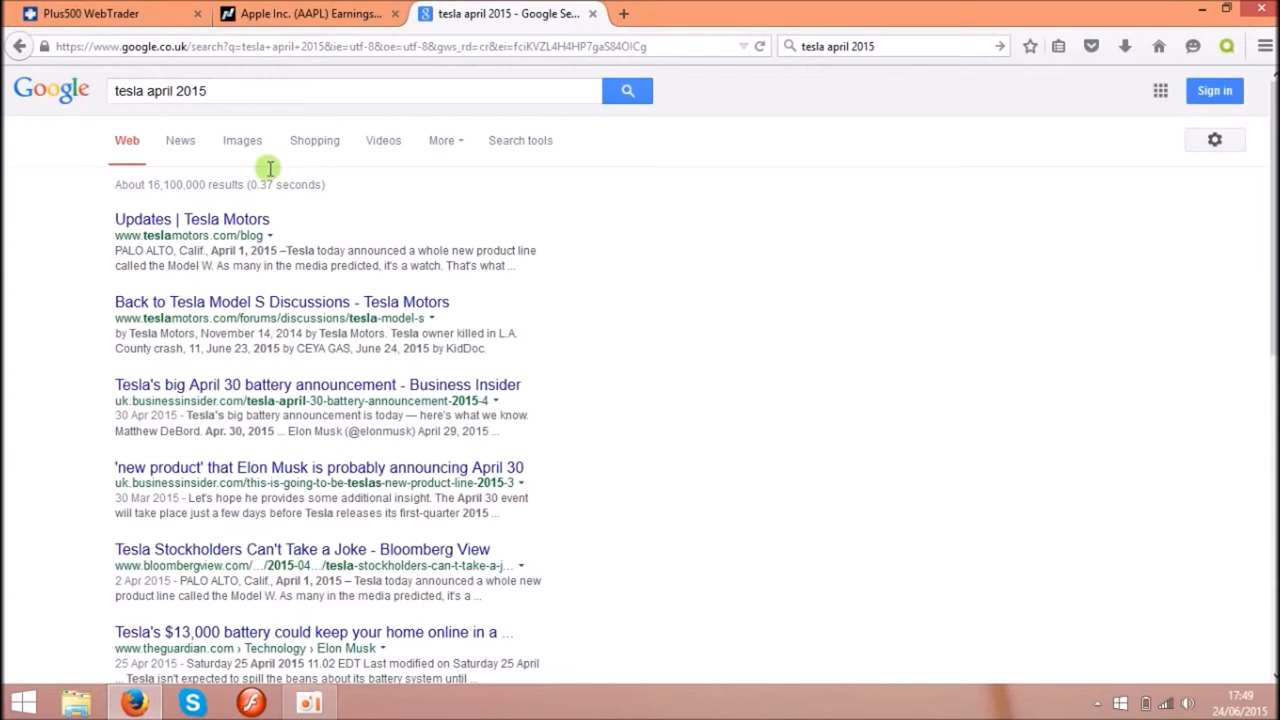 Plus500 WebTrader
Apple Inc. (AAPL) Earnings...
tesla april 2015 - Google Se...
https://www.google.co.uk/search?q=tesla+april+2015&ie=utf-8&oe=utf-8&gws_rd=cr&ei=fciKVZL4H4HP7gaS84OICg
tesla april 2015
Google
tesla april 2015
Sign in
Web News Images Shopping Videos More Search tools
About 16,100,000 results (0.37 seconds)
Updates | Tesla Motors
www.teslamotors.com/blog
PALO ALTO, Calif., April 1, 2015 –Tesla today announced a whole new product line
called the Model W. As many in the media predicted, it's a watch. That's what ...
Back to Tesla Model S Discussions - Tesla Motors
www.teslamotors.com/forums/discussions/tesla-model-s
by Tesla Motors, November 14, 2014 by Tesla Motors. Tesla owner killed in L.A.
County crash, 11, June 23, 2015 by CEYA GAS, June 24, 2015 by KidDoc.
Tesla's big April 30 battery announcement - Business Insider
uk.businessinsider.com/tesla-april-30-battery-announcement-2015-4
30 Apr 2015 - Tesla's big battery announcement is today — here's what we know.
Matthew DeBord. Apr. 30, 2015 ... Elon Musk (@elonmusk) April 29, 2015 ...
'new product' that Elon Musk is probably announcing April 30
uk.businessinsider.com/this-is-going-to-be-teslas-new-product-line-2015-3
30 Mar 2015 - Let's hope he provides some additional insight. The April 30 event
will take place just a few days before Tesla releases its first-quarter 2015 ...
Tesla Stockholders Can't Take a Joke - Bloomberg View
www.bloombergview.com/.../2015-04.../tesla-stockholders-can-t-take-a-j...
2 Apr 2015 - PALO ALTO, Calif., April 1, 2015 – Tesla today announced a whole new
product line called the Model W. As many in the media predicted, it's a ...
Tesla's $13,000 battery could keep your home online in a ...
www.theguardian.com › Technology › Elon Musk
25 Apr 2015 - Saturday 25 April 2015 11.02 EDT Last modified on Saturday 25 April
... Tesla isn't expected to spill the beans about its battery system until ...
17:49
24/06/2015